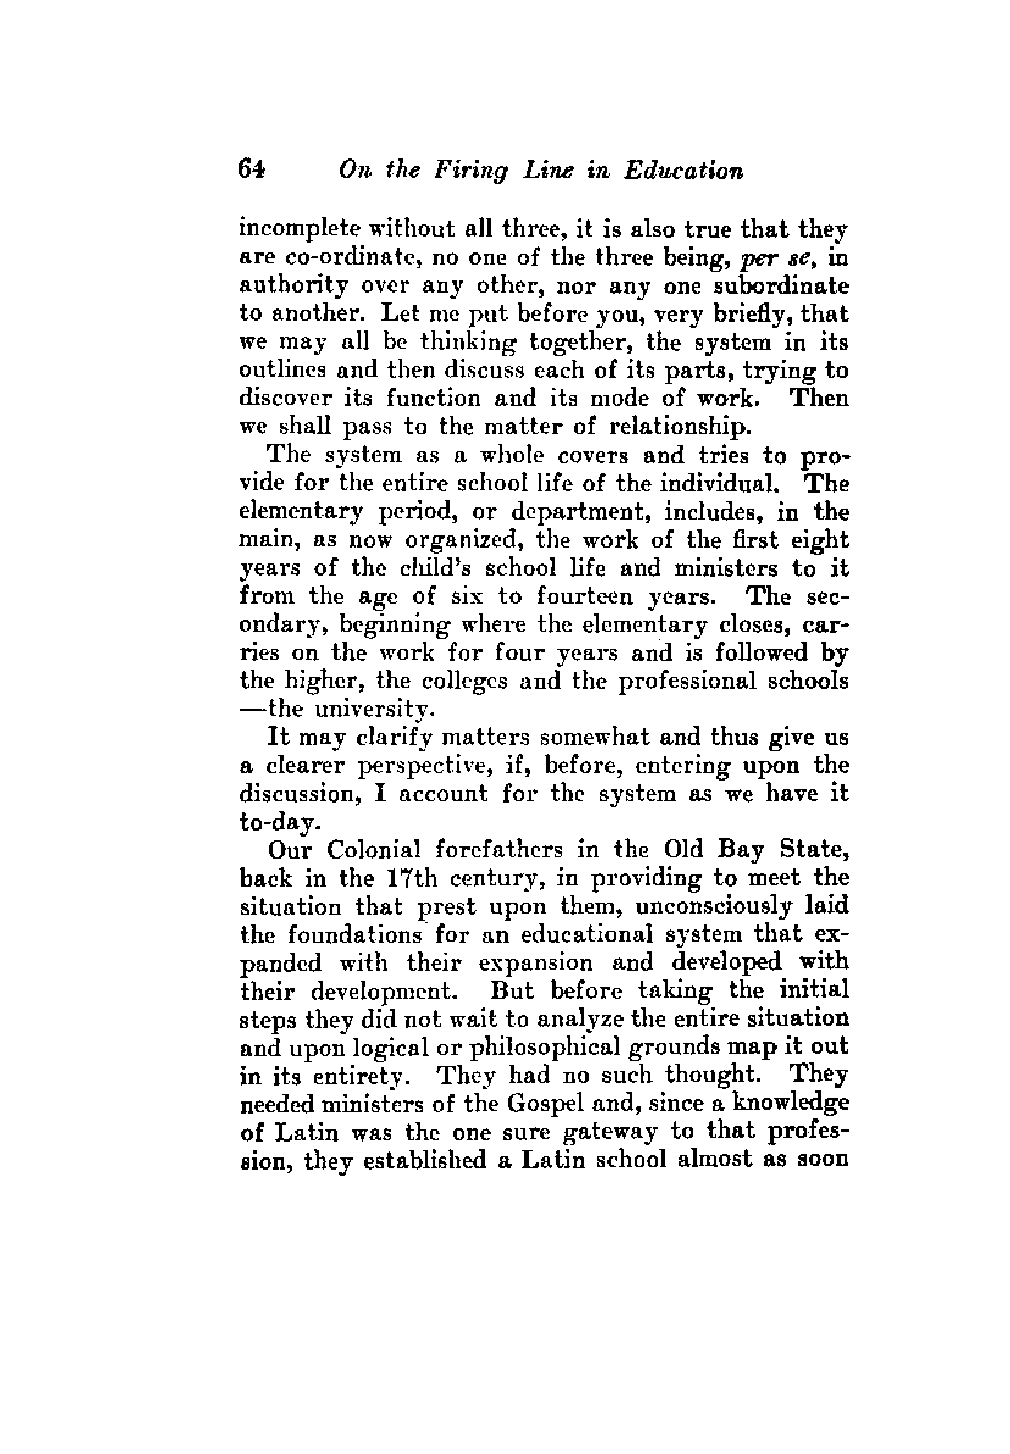 64 On the Firing Line in Education
incomplete without all three, it is also true that they
are co-ordinate, no one of the three being, per se, in
authority over any other, nor any one subordinate
to another. Let me put before you, very briefly, that
we may all be thinking together, the system in its
outlines and then discuss each of its parts, trying to
discover its function and its mode of work. Then
we shall pass to the matter of relationship.
The system as a whole covers and tries to pro-
vide for the entire school life of the individual. The
elementary period, or department, includes, in the
main, as now organized, the work of the first eight
years of the child's school life and ministers to it
from the age of six to fourteen years. The sec-
ondary, beginning where the elementary closes, car-
ries on the work for four years and is followed by
the higher, the colleges and the professional schools
—the university.
It may clarify matters somewhat and thus give us
a clearer perspective, if, before, entering upon the
discussion, I account for the system as we have it
to-day.
Our Colonial forefathers in the Old Bay State,
back in the 17th century, in providing to meet the
situation that prest upon them, unconsciously laid
the foundations for an educational system that ex-
panded with their expansion and developed with
their development. But before taking the initial
steps they did not wait to analyze the entire situation
and upon logical or philosophical grounds map it out
in its entirety. They had no such thought. They
needed ministers of the Gospel and, since a knowledge
of Latin was the one sure gateway to that profes-
sion, they established a Latin school almost as soon